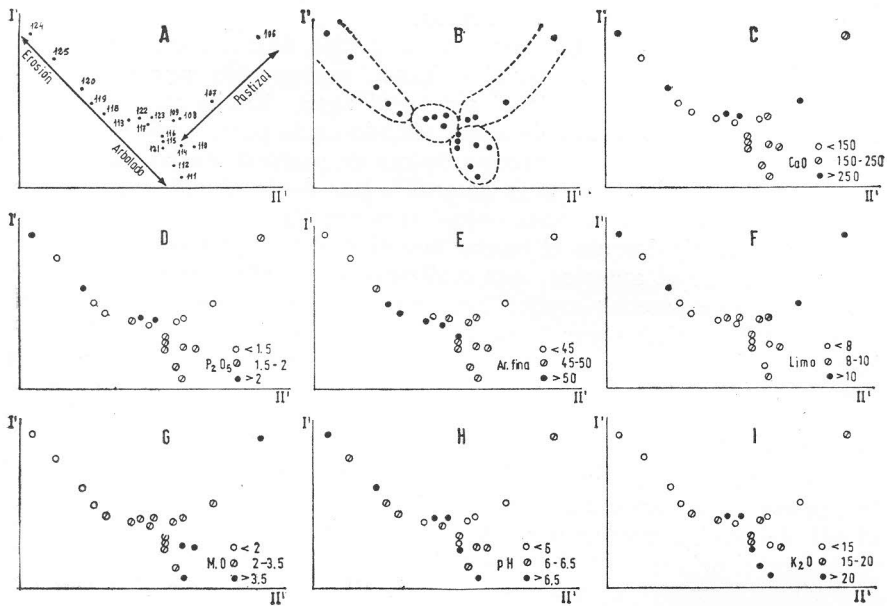 I'
A
124
125
120
119
118
113
122
117
123
109
108
107
106
116
115
121
114
110
112
111
Erosión
Arbolado
Pastizal
II'
I'
B
II'
I'
C
CaO
○ < 150
⊘ 150-250
● > 250
II'
I'
D
P2O5
○ < 1.5
⊘ 1.5-2
● > 2
II'
I'
E
Ar. fina
○ < 45
⊘ 45-50
● > 50
II'
I'
F
Limo
○ < 8
⊘ 8-10
● > 10
II'
I'
G
M.O
○ < 2
⊘ 2-3.5
● > 3.5
II'
I'
H
pH
○ < 6
⊘ 6-6.5
● > 6.5
II'
I'
I
K2O
○ < 15
⊘ 15-20
● > 20
II'